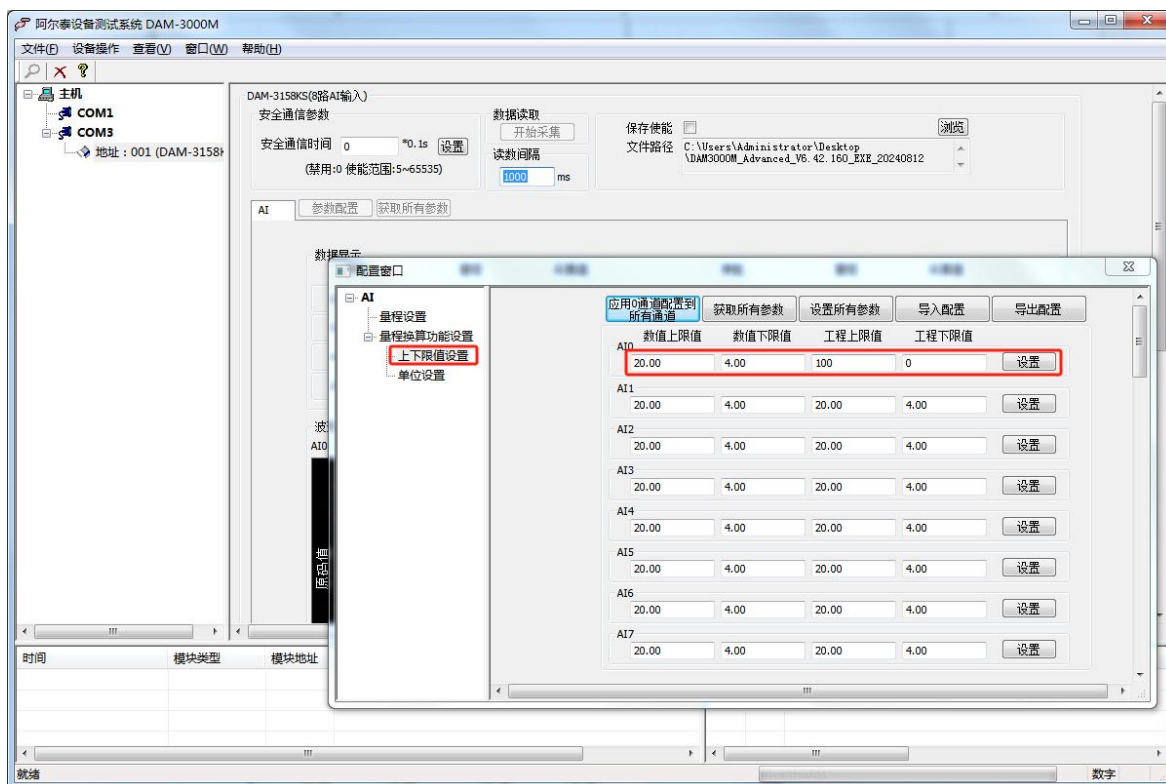 阿尔泰设备测试系统 DAM-3000M
文件(F) 设备操作 查看(V) 窗口(W) 帮助(H)
主机
COM1
COM3
地址：001 (DAM-3158K
DAM-3158KS(8路AI输入)
安全通信参数
安全通信时间 0 *0.1s 设置
(禁用:0 使能范围:5~65535)
数据读取
开始采集
读数间隔
1000 ms
保存使能 浏览
文件路径 C:\Users\Administrator\Desktop
\DAM3000M_Advanced_V6.42.160_EXE_20240812
AI 参数配置 获取所有参数
数据显示
AI0
原码值
配置窗口
AI
量程设置
量程换算功能设置
上下限值设置
单位设置
应用0通道配置到
所有通道
获取所有参数 设置所有参数 导入配置 导出配置
数值上限值 数值下限值 工程上限值 工程下限值
AI0
20.00 4.00 100 0 设置
AI1
20.00 4.00 20.00 4.00 设置
AI2
20.00 4.00 20.00 4.00 设置
AI3
20.00 4.00 20.00 4.00 设置
AI4
20.00 4.00 20.00 4.00 设置
AI5
20.00 4.00 20.00 4.00 设置
AI6
20.00 4.00 20.00 4.00 设置
AI7
20.00 4.00 20.00 4.00 设置
时间 模块类型 模块地址
就绪 数字